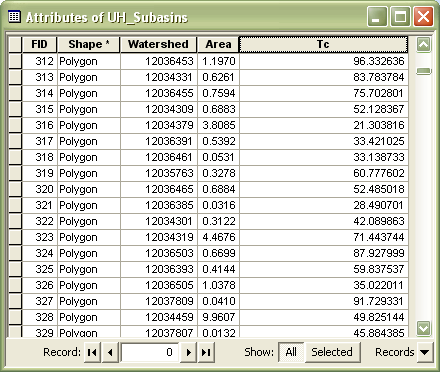 Attributes of UH_Subasins
FID Shape * Watershed Area Tc
312 Polygon 12036453 1.1970 96.332636
313 Polygon 12034331 0.6261 83.783784
314 Polygon 12036455 0.7594 75.702801
315 Polygon 12034309 0.6883 52.128367
316 Polygon 12034379 3.8085 21.303816
317 Polygon 12036391 0.5392 33.421025
318 Polygon 12036461 0.0531 33.138733
319 Polygon 12035763 0.3278 60.777602
320 Polygon 12036465 0.6884 52.485018
321 Polygon 12036385 0.0316 28.490701
322 Polygon 12034301 0.3122 42.089863
323 Polygon 12034319 4.4676 71.443744
324 Polygon 12036503 0.6699 87.927999
325 Polygon 12036393 0.4144 59.837537
326 Polygon 12036505 1.0378 35.022011
327 Polygon 12037809 0.0410 91.729331
328 Polygon 12034459 9.9607 49.825144
329 Polygon 12037807 0.0132 45.884385
Record: 0 Show: All Selected Records